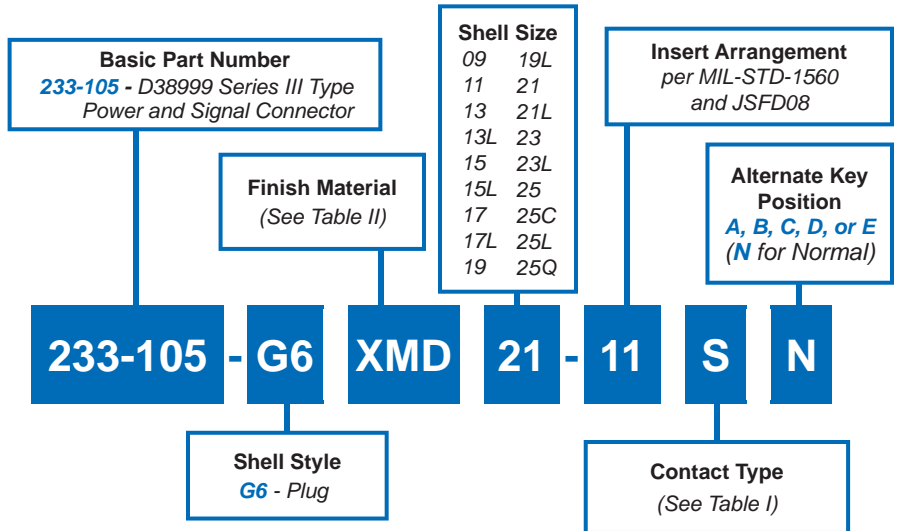 Basic Part Number
233-105 - D38999 Series III Type
Power and Signal Connector
Finish Material
(See Table II)
Shell Size
09 19L
11 21
13 21L
13L 23
15 23L
15L 25
17 25C
17L 25L
19 25Q
Insert Arrangement
per MIL-STD-1560
and JSFD08
Alternate Key
Position
A, B, C, D, or E
(N for Normal)
233-105 - G6 XMD 21 - 11 S N
Shell Style
G6 - Plug
Contact Type
(See Table I)